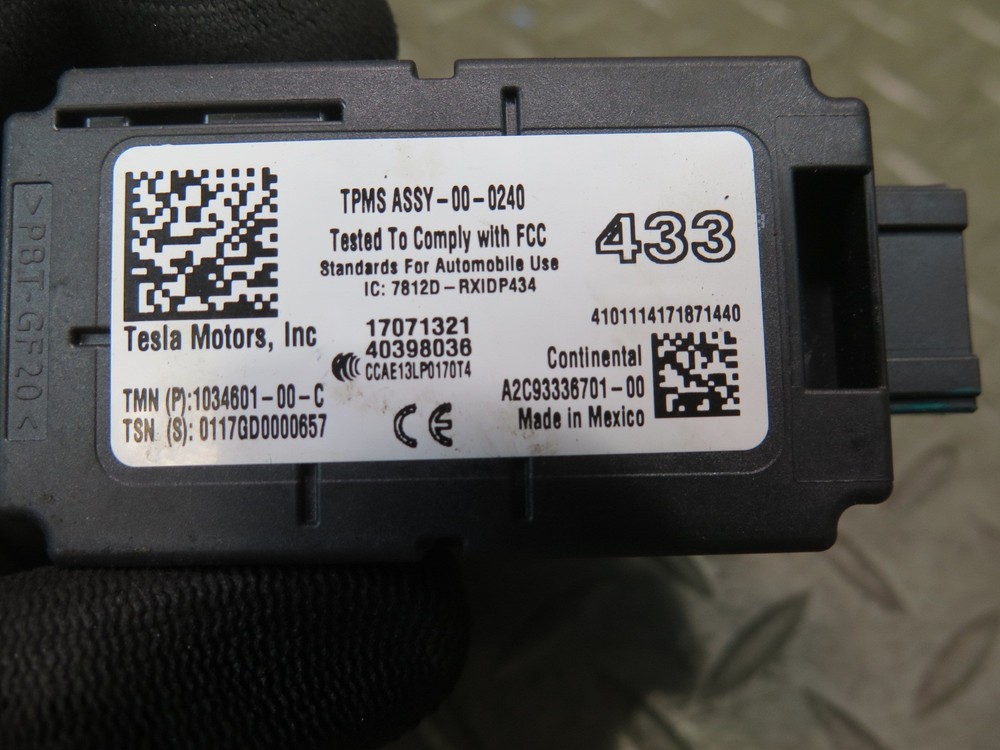 >PBT-GF20<
TPMS ASSY-00-0240
Tested To Comply with FCC
Standards For Automobile Use
IC: 7812D-RXIDP434
433
Tesla Motors, Inc
17071321
40398036
CCAE13LP0170T4
TMN (P):1034601-00-C
TSN (S): 0117GD0000657
CE
4101114171871440
Continental
A2C93336701-00
Made in Mexico